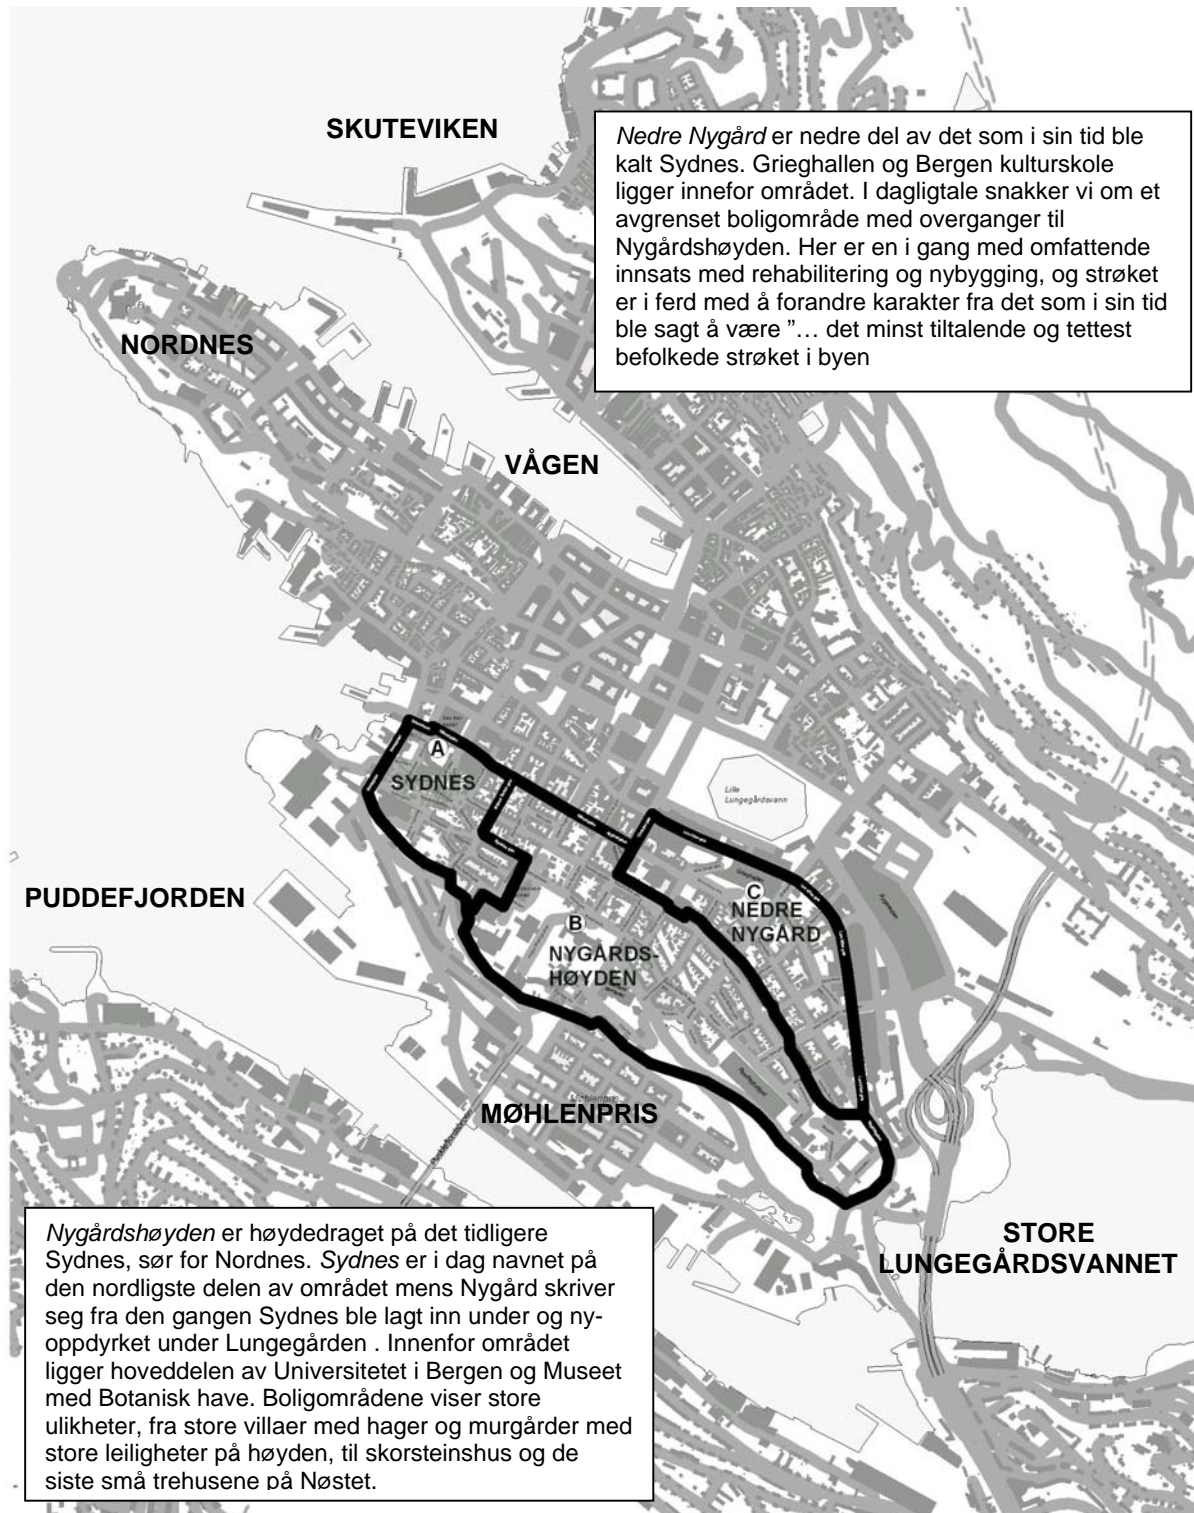 SKUTEVIKEN
Nedre Nygård er nedre del av det som i sin tid ble
kalt Sydnes. Grieghallen og Bergen kulturskole
ligger innefor området. I dagligtale snakker vi om et
avgrenset boligområde med overganger til
Nygårdshøyden. Her er en i gang med omfattende
innsats med rehabilitering og nybygging, og strøket
er i ferd med å forandre karakter fra det som i sin tid
ble sagt å være ”… det minst tiltalende og tettest
befolkede strøket i byen
NORDNES
VÅGEN
A
SYDNES
Lille
Lungegårdsvann
PUDDEFJORDEN
C
NEDRE
NYGÅRD
B
NYGÅRDS-
HØYDEN
Møhlenpris
MØHLENPRIS
STORE
LUNGEGÅRDSVANNET
Nygårdshøyden er høydedraget på det tidligere
Sydnes, sør for Nordnes. Sydnes er i dag navnet på
den nordligste delen av området mens Nygård skriver
seg fra den gangen Sydnes ble lagt inn under og ny-
oppdyrket under Lungegården . Innenfor området
ligger hoveddelen av Universitetet i Bergen og Museet
med Botanisk have. Boligområdene viser store
ulikheter, fra store villaer med hager og murgårder med
store leiligheter på høyden, til skorsteinshus og de
siste små trehusene på Nøstet.